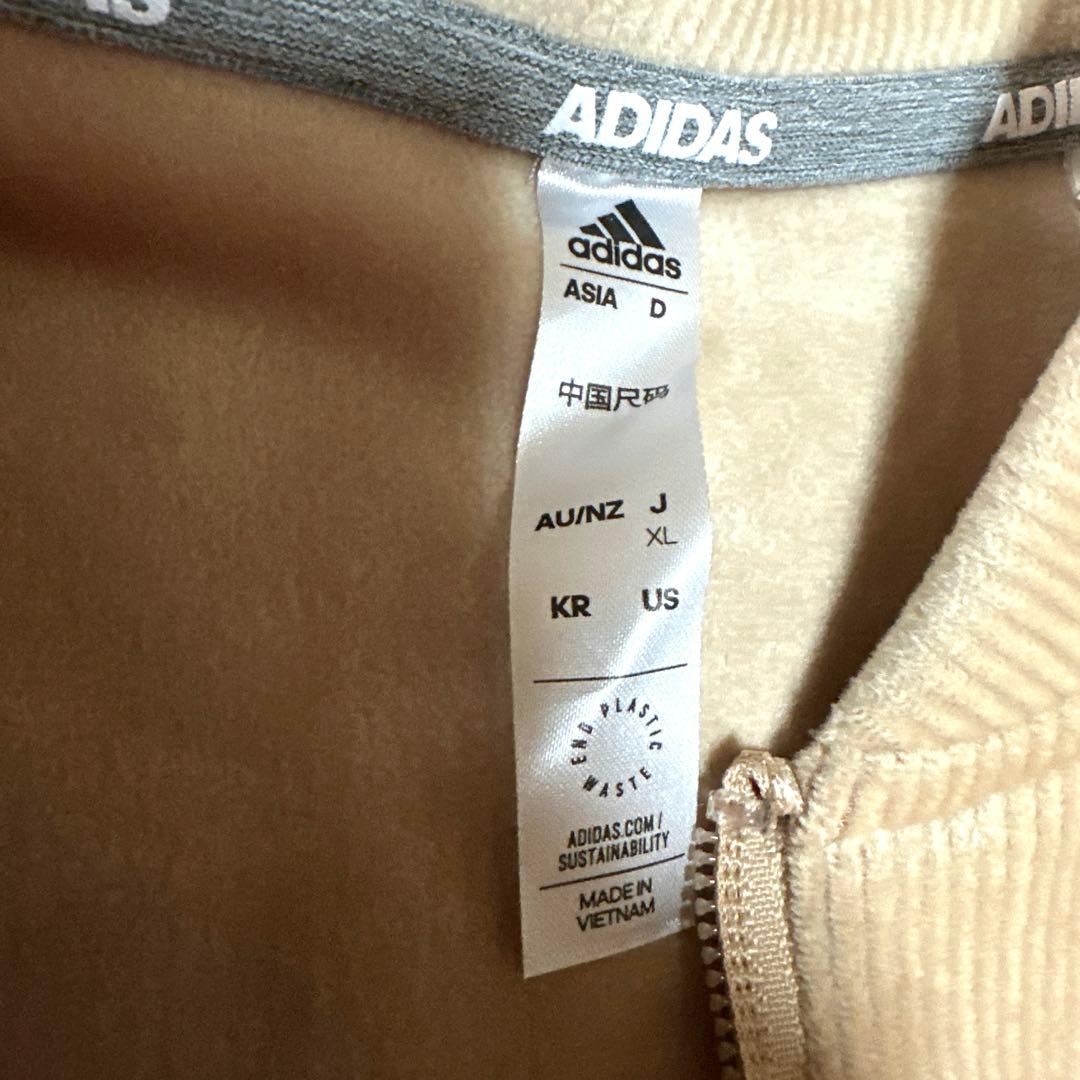 ADIDAS
adidas
ASIA D
中国尺码
AU/NZ J
XL
KR US
END PLASTIC WASTE
ADIDAS.COM/
SUSTAINABILITY
MADE IN
VIETNAM